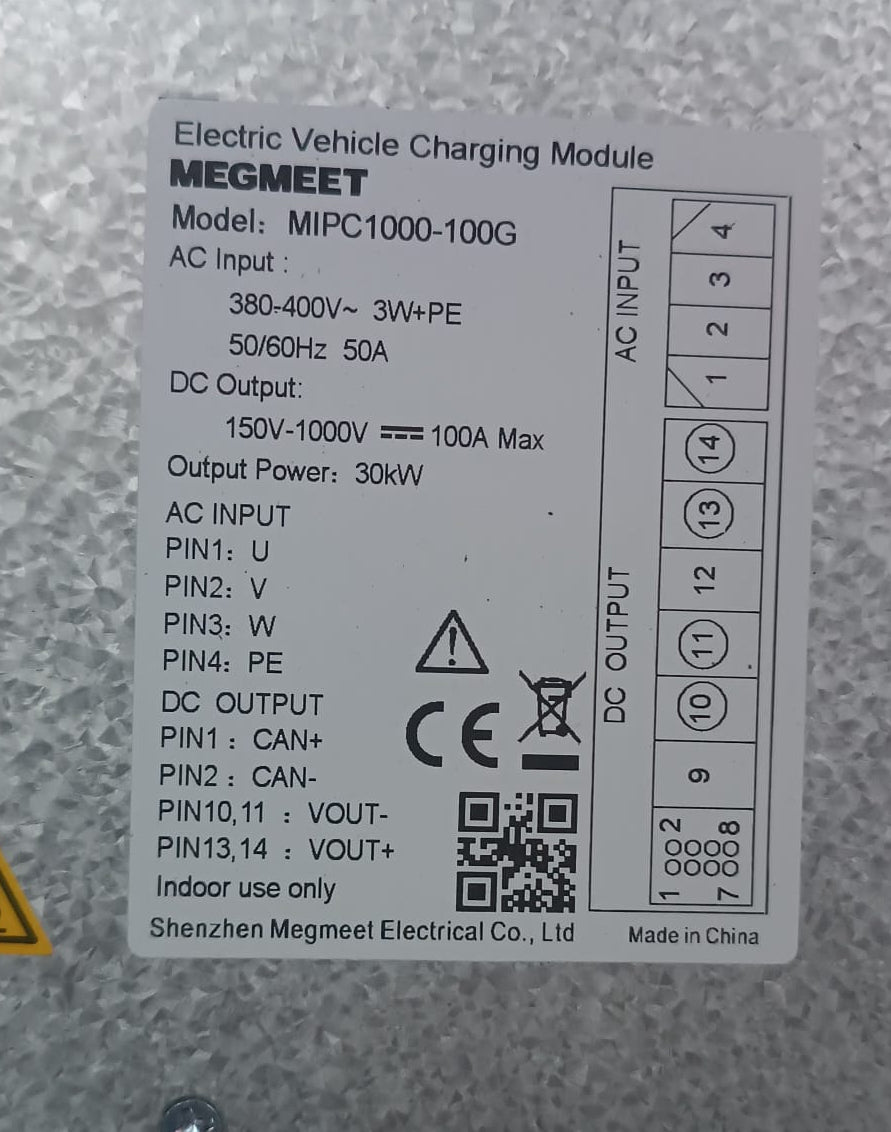 Electric Vehicle Charging Module
MEGMEET
Model: MIPC1000-100G
AC Input :
380-400V~ 3W+PE
50/60Hz 50A
DC Output:
150V-1000V ⎓ 100A Max
Output Power: 30kW
AC INPUT
PIN1: U
PIN2: V
PIN3: W
PIN4: PE
DC OUTPUT
PIN1 : CAN+
PIN2 : CAN-
PIN10,11 : VOUT-
PIN13,14 : VOUT+
Indoor use only
Shenzhen Megmeet Electrical Co., Ltd
CE
AC INPUT
4
3
2
1
DC OUTPUT
14
13
12
11
10
9
2
8
1
7
Made in China